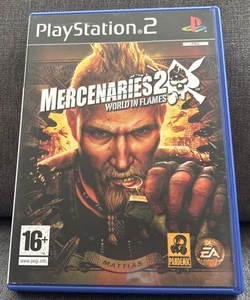 PlayStation®2
MERCENARIES 2
WORLD IN FLAMES
MATTIAS
16+
www.pegi.info
PANDEMIC
EA